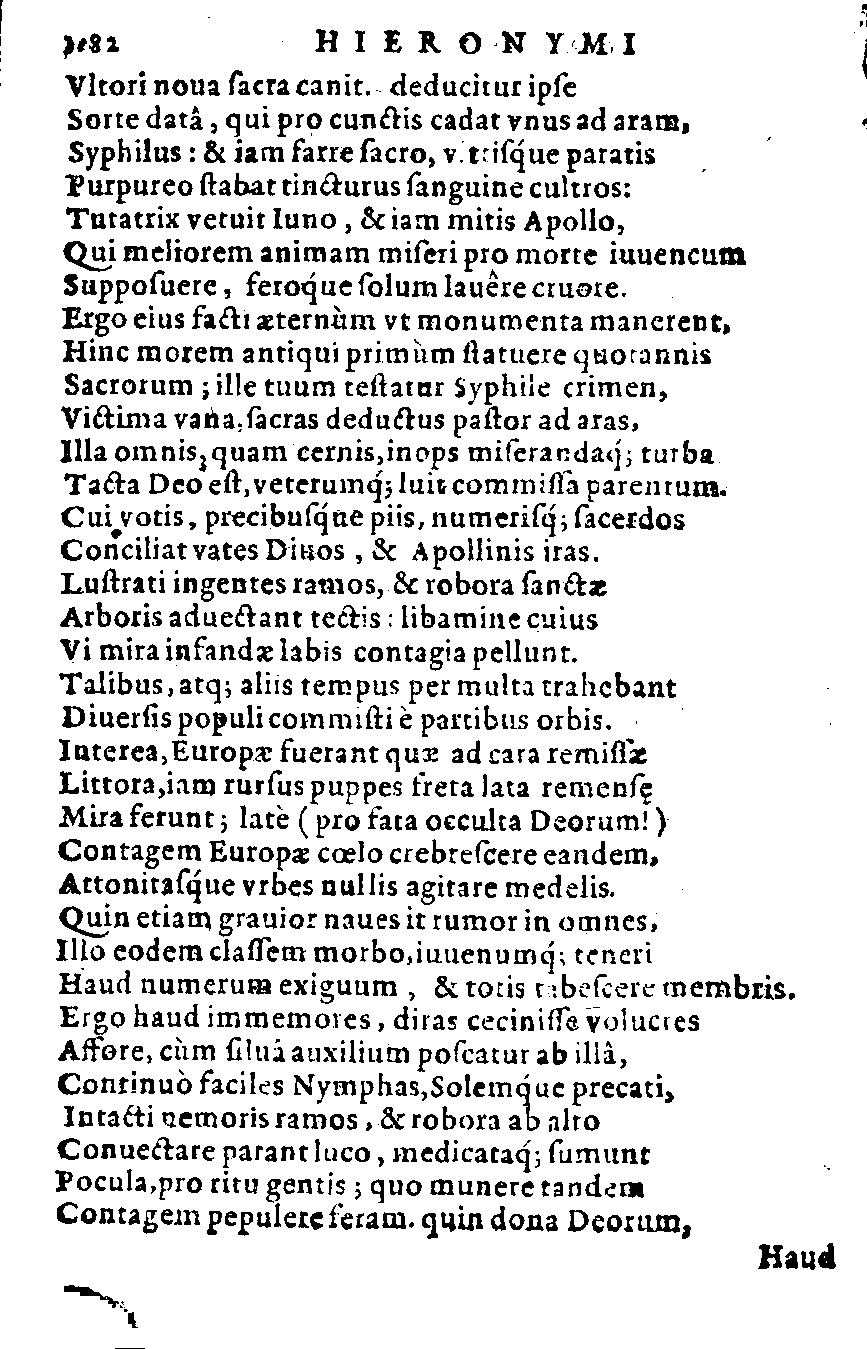 1182 HIERONYMI
Vltori noua ſacra canit. deducitur ipſe
Sorte datâ, qui pro cunctis cadat vnus ad aram,
Syphilus : & iam farre ſacro, vittiſq́ue paratis
Purpureo ſtabat tincturus ſanguine cultros:
Tutatrix vetuit Iuno, & iam mitis Apollo,
Qui meliorem animam miſeri pro morte iuuencum
Suppoſuere, feroq́ue ſolum lauêre cruore.
Ergo eius facti æternùm vt monumenta manerent,
Hinc morem antiqui primùm ſtatuere quotannis
Sacrorum ; ille tuum teſtatur Syphile crimen,
Victima vana, ſacras deductus paſtor ad aras,
Illa omnis, quam cernis, inops miſerandaq́; turba
Tacta Deo eſt, veterumq́; luit commiſſa parentum.
Cui votis, precibuſq́ue piis, numeriſq́; ſacerdos
Conciliat vates Diuos, & Apollinis iras.
Luſtrati ingentes ramos, & robora ſanctæ
Arboris aduectant tectis : libamine cuius
Vi mira infandæ labis contagia pellunt.
Talibus, atq; aliis tempus per multa trahebant
Diuerſis populi commiſti è partibus orbis.
Interea, Europæ fuerant quæ ad cara remiſſæ
Littora, iam rurſus puppes freta lata remenſę
Mira ferunt ; latè ( pro fata occulta Deorum! )
Contagem Europæ cœlo crebreſcere eandem,
Attonitaſq́ue vrbes nullis agitare medelis.
Quin etiam grauior naues it rumor in omnes,
Illo eodem claſſem morbo, iuuenumq́; teneri
Haud numerum exiguum, & totis tabeſcere membris.
Ergo haud immemores, diras ceciniſſe volucres
Affore, cùm ſiluâ auxilium poſcatur ab illâ,
Continuò faciles Nymphas, Solemq́ue precati,
Intacti nemoris ramos, & robora ab alto
Conuectare parant luco, medicataq́; ſumunt
Pocula, pro ritu gentis ; quo munere tandem
Contagem pepulere feram. quin dona Deorum,
Haud